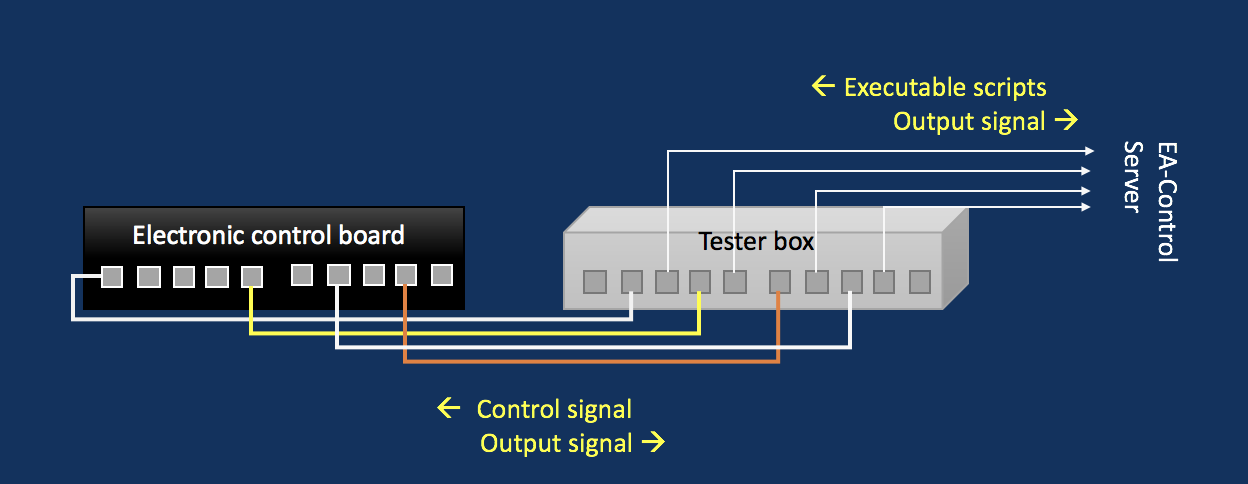 ← Executable scripts
Output signal →
EA-Control
Server
Electronic control board
Tester box
← Control signal
Output signal →